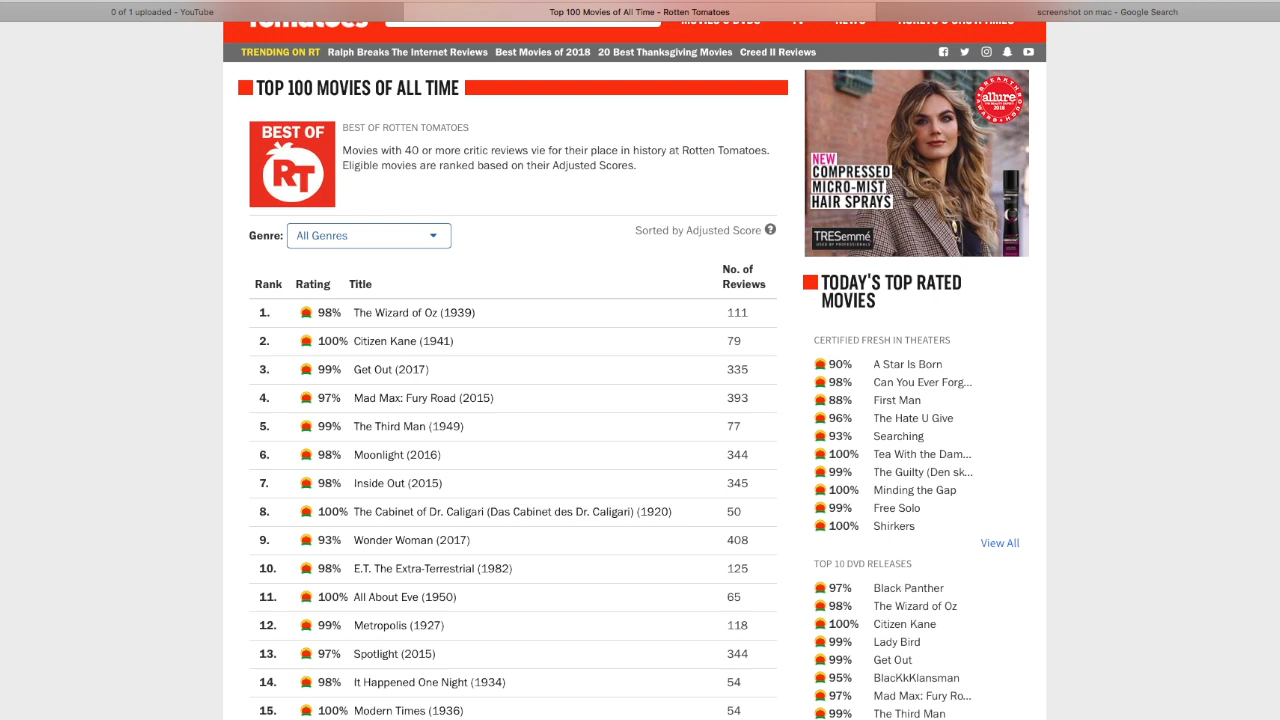 0 of 1 uploaded - YouTube
Top 100 Movies of All Time - Rotten Tomatoes
screenshot on mac - Google Search
TRENDING ON RT Ralph Breaks The Internet Reviews Best Movies of 2018 20 Best Thanksgiving Movies Creed II Reviews
TOP 100 MOVIES OF ALL TIME
BEST OF
RT
BEST OF ROTTEN TOMATOES
Movies with 40 or more critic reviews vie for their place in history at Rotten Tomatoes.
Eligible movies are ranked based on their Adjusted Scores.
Genre: All Genres
Sorted by Adjusted Score ?
Rank Rating Title No. of Reviews
1. 98% The Wizard of Oz (1939) 111
2. 100% Citizen Kane (1941) 79
3. 99% Get Out (2017) 335
4. 97% Mad Max: Fury Road (2015) 393
5. 99% The Third Man (1949) 77
6. 98% Moonlight (2016) 344
7. 98% Inside Out (2015) 345
8. 100% The Cabinet of Dr. Caligari (Das Cabinet des Dr. Caligari) (1920) 50
9. 93% Wonder Woman (2017) 408
10. 98% E.T. The Extra-Terrestrial (1982) 125
11. 100% All About Eve (1950) 65
12. 99% Metropolis (1927) 118
13. 97% Spotlight (2015) 344
14. 98% It Happened One Night (1934) 54
15. 100% Modern Times (1936) 54
allure
2018
NEW
COMPRESSED
MICRO-MIST
HAIR SPRAYS
TRESemmé
USED BY PROFESSIONALS
TODAY'S TOP RATED
MOVIES
CERTIFIED FRESH IN THEATERS
90% A Star Is Born
98% Can You Ever Forg...
88% First Man
96% The Hate U Give
93% Searching
100% Tea With the Dam...
99% The Guilty (Den sk...
100% Minding the Gap
99% Free Solo
100% Shirkers
View All
TOP 10 DVD RELEASES
97% Black Panther
98% The Wizard of Oz
100% Citizen Kane
99% Lady Bird
99% Get Out
95% BlacKkKlansman
97% Mad Max: Fury Ro...
99% The Third Man